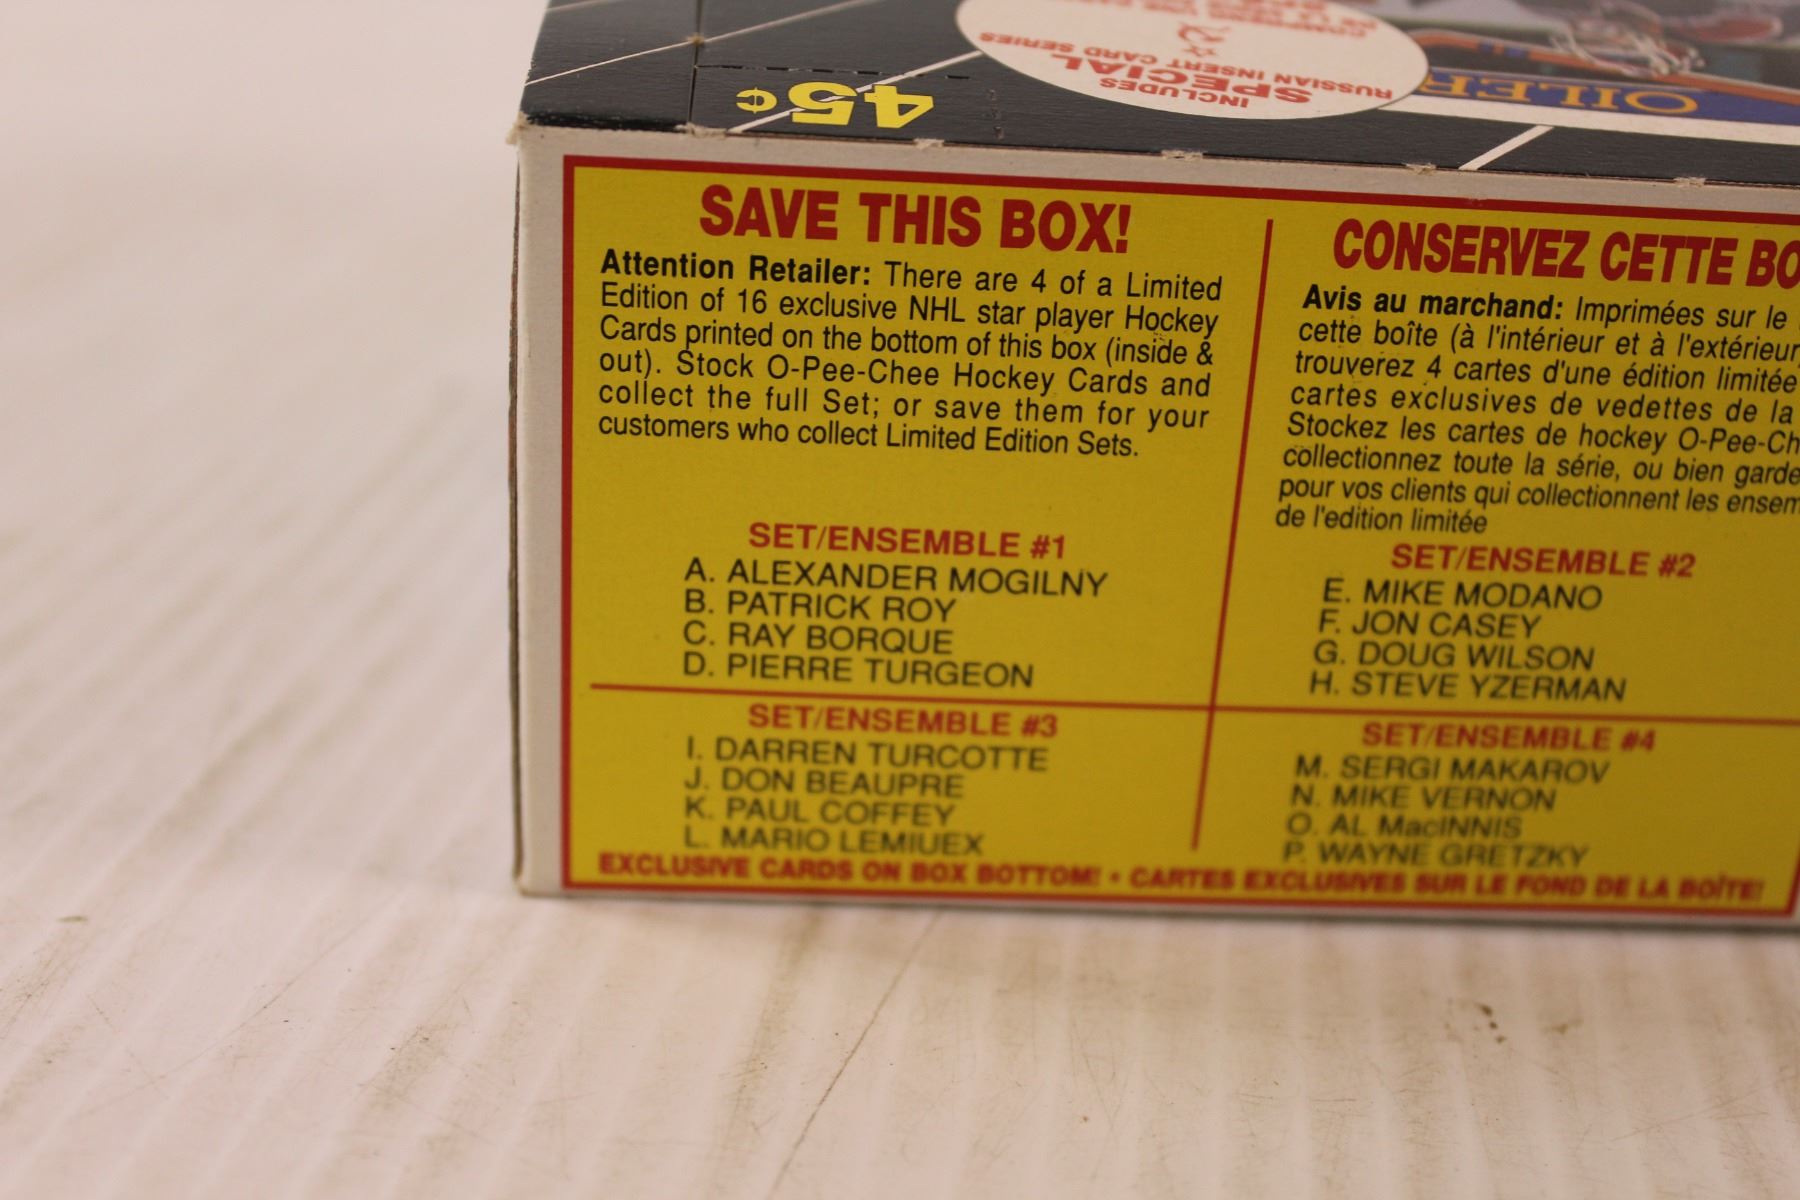 45¢
INCLUDES
SPECIAL
RUSSIAN INSERT CARD SERIES
OILER
SAVE THIS BOX!
Attention Retailer: There are 4 of a Limited
Edition of 16 exclusive NHL star player Hockey
Cards printed on the bottom of this box (inside &
out). Stock O-Pee-Chee Hockey Cards and
collect the full Set; or save them for your
customers who collect Limited Edition Sets.
CONSERVEZ CETTE BO
Avis au marchand: Imprimées sur le
cette boîte (à l'intérieur et à l'extérieur)
trouverez 4 cartes d'une édition limitée
cartes exclusives de vedettes de la
Stockez les cartes de hockey O-Pee-Ch
collectionnez toute la série, ou bien garde
pour vos clients qui collectionnent les ensem
de l'edition limitée
SET/ENSEMBLE #1
A. ALEXANDER MOGILNY
B. PATRICK ROY
C. RAY BORQUE
D. PIERRE TURGEON
SET/ENSEMBLE #2
E. MIKE MODANO
F. JON CASEY
G. DOUG WILSON
H. STEVE YZERMAN
SET/ENSEMBLE #3
I. DARREN TURCOTTE
J. DON BEAUPRE
K. PAUL COFFEY
L. MARIO LEMIUEX
SET/ENSEMBLE #4
M. SERGI MAKAROV
N. MIKE VERNON
O. AL MacINNIS
P. WAYNE GRETZKY
EXCLUSIVE CARDS ON BOX BOTTOM! • CARTES EXCLUSIVES SUR LE FOND DE LA BOÎTE!